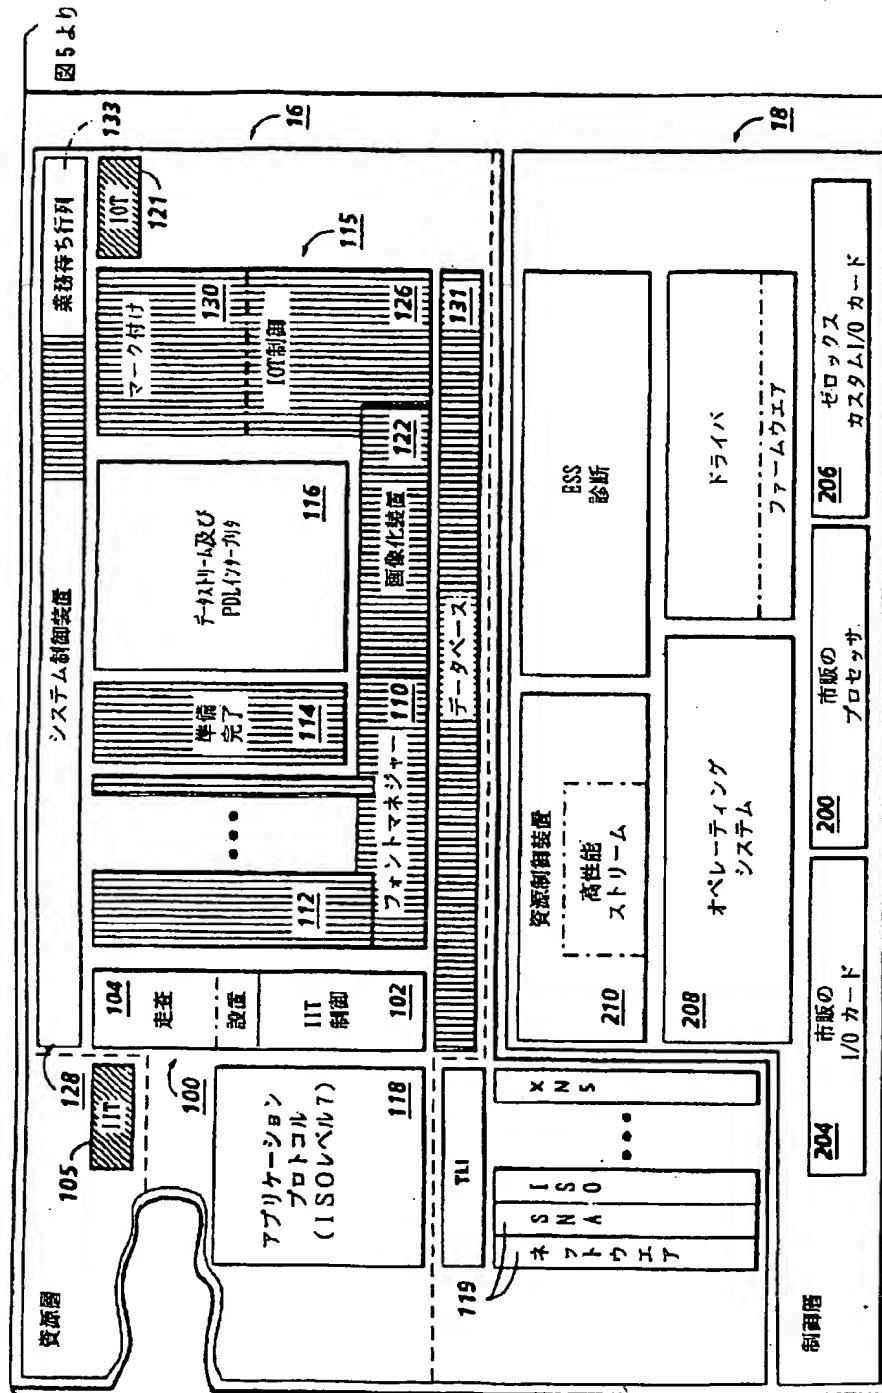 図5より
資源層
105
IIT
128
システム制御装置
業務待ち行列
133
104
走査
設置
IIT
制御
102
100
112
•••
準備
完了
114
データストリーム及び
PDLインタープリタ
116
マーク付け
130
IOT制御
126
IOT
121
115
16
フォントマネジャー
110
画像化装置
122
データベース
131
アプリケーション
プロトコル
(ISOレベル7)
118
TLI
119
ネットウエア
SNA
ISO
•••
XNS
資源制御装置
高性能
ストリーム
210
ESS
診断
18
オペレーティング
システム
208
ドライバ
ファームウエア
制御層
市販の
I/Oカード
204
市販の
プロセッサ
200
ゼロックス
カスタムI/Oカード
206